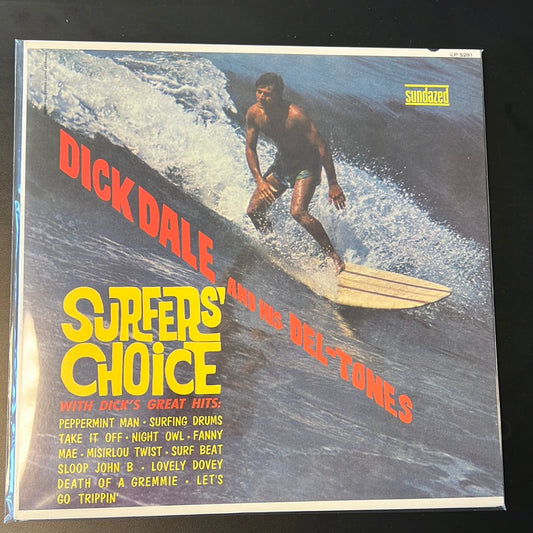 LP 5291
sundazed
DICK DALE AND HIS DEL-TONES
SURFERS'
CHOICE
WITH DICK'S GREAT HITS:
PEPPERMINT MAN · SURFING DRUMS
TAKE IT OFF · NIGHT OWL · FANNY
MAE · MISIRLOU TWIST · SURF BEAT
SLOOP JOHN B · LOVELY DOVEY
DEATH OF A GREMMIE · LET'S
GO TRIPPIN'